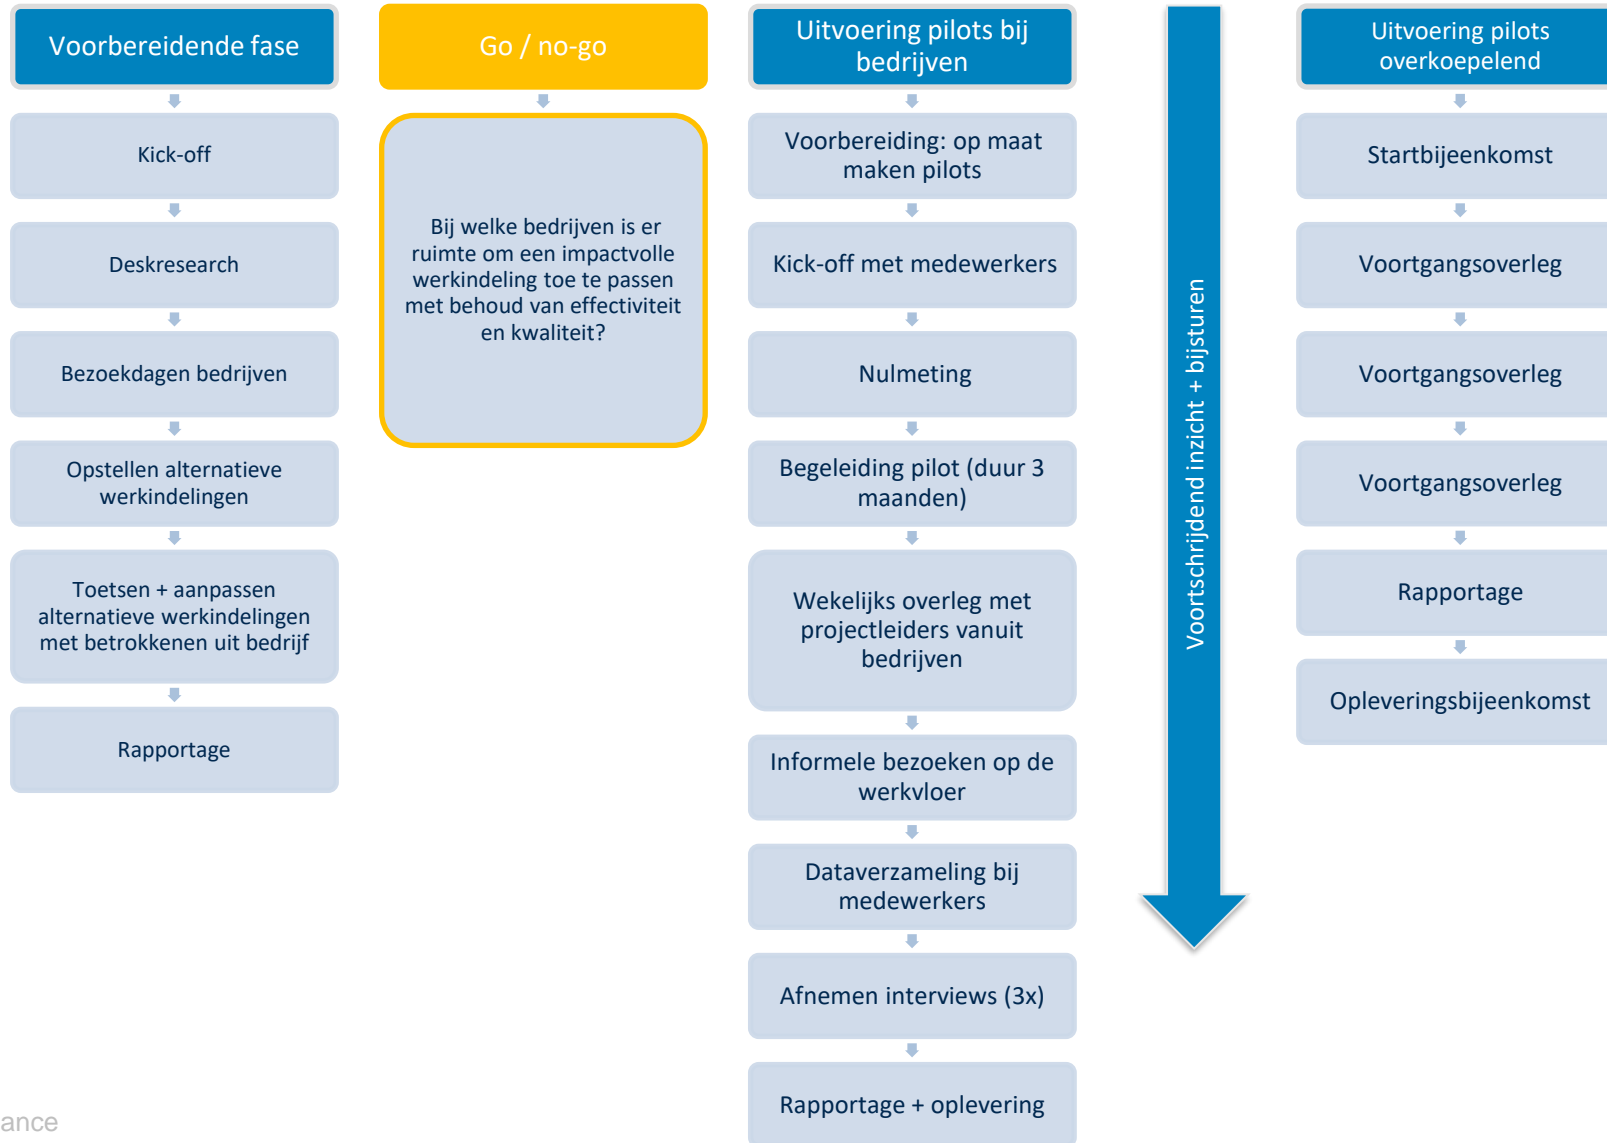 Voorbereidende fase
Kick-off
Deskresearch
Bezoekdagen bedrijven
Opstellen alternatieve
werkindelingen
Toetsen + aanpassen
alternatieve werkindelingen
met betrokkenen uit bedrijf
Rapportage
Go / no-go
Bij welke bedrijven is er
ruimte om een impactvolle
werkindeling toe te passen
met behoud van effectiviteit
en kwaliteit?
Uitvoering pilots bij
bedrijven
Voorbereiding: op maat
maken pilots
Kick-off met medewerkers
Nulmeting
Begeleiding pilot (duur 3
maanden)
Wekelijks overleg met
projectleiders vanuit
bedrijven
Informele bezoeken op de
werkvloer
Dataverzameling bij
medewerkers
Afnemen interviews (3x)
Rapportage + oplevering
Voortschrijdend inzicht + bijsturen
Uitvoering pilots
overkoepelend
Startbijeenkomst
Voortgangsoverleg
Voortgangsoverleg
Voortgangsoverleg
Rapportage
Opleveringsbijeenkomst
ance